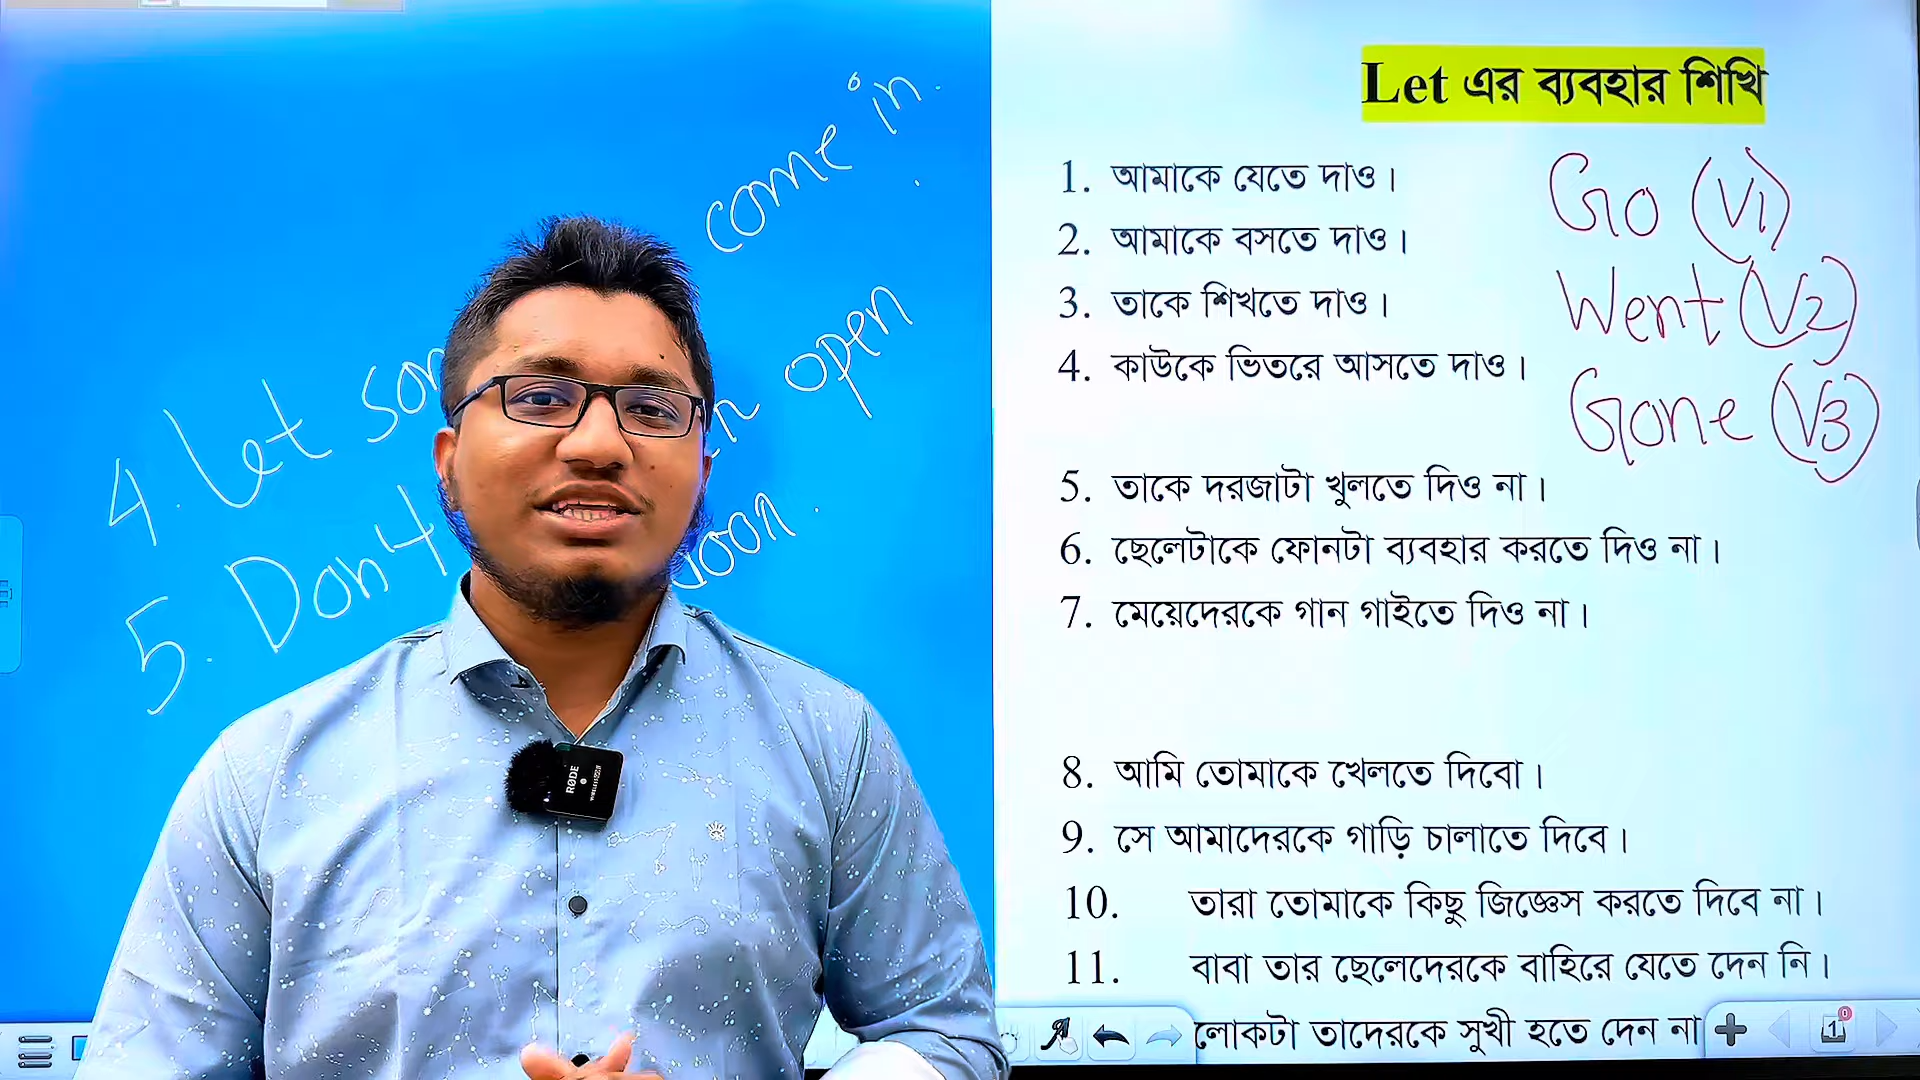 come in.
4. Let
open
5. Don't
Let এর ব্যবহার শিখি
1. আমাকে যেতে দাও।
2. আমাকে বসতে দাও।
3. তাকে শিখতে দাও।
4. কাউকে ভিতরে আসতে দাও।
5. তাকে দরজাটা খুলতে দিও না।
6. ছেলেটাকে ফোনটা ব্যবহার করতে দিও না।
7. মেয়েদেরকে গান গাইতে দিও না।
8. আমি তোমাকে খেলতে দিবো।
9. সে আমাদেরকে গাড়ি চালাতে দিবে।
10. তারা তোমাকে কিছু জিজ্ঞেস করতে দিবে না।
11. বাবা তার ছেলেদেরকে বাহিরে যেতে দেন নি।
লোকটা তাদেরকে সুখী হতে দেন না
Go (V1)
Went (V2)
Gone (V3)
RØDE
1
0